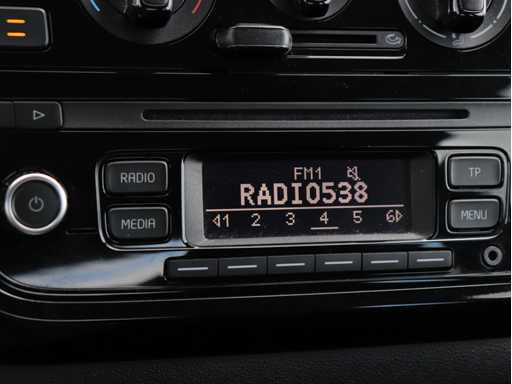 FM1
RADIO TP
RADIO538
MEDIA 1 2 3 4 5 6 MENU